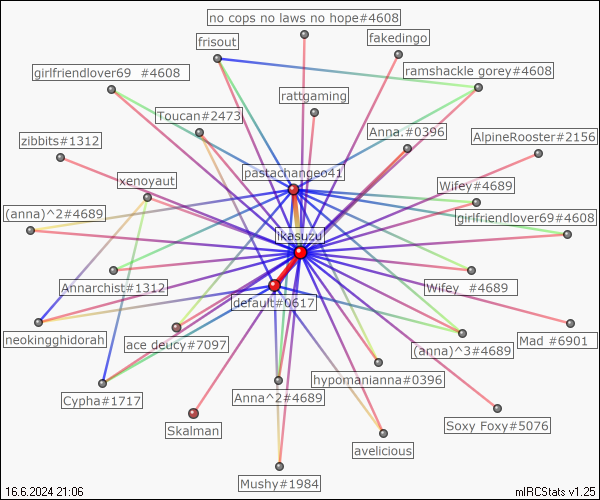 no cops no laws no hope#4608
frisout
fakedingo
girlfriendlover69 #4608
ramshackle gorey#4608
rattgaming
Toucan#2473
Anna.#0396
zibbits#1312
AlpineRooster#2156
pastachangeo41
xenoyaut
Wifey#4689
(anna)^2#4689
girlfriendlover69#4608
ikasuzu
Annarchist#1312
Wifey #4689
default#0617
neokingghidorah
ace deucy#7097
(anna)^3#4689
Mad #6901
hypomanianna#0396
Cypha#1717
Anna^2#4689
Skalman
Soxy Foxy#5076
avelicious
Mushy#1984
16.6.2024 21:06
mIRCStats v1.25